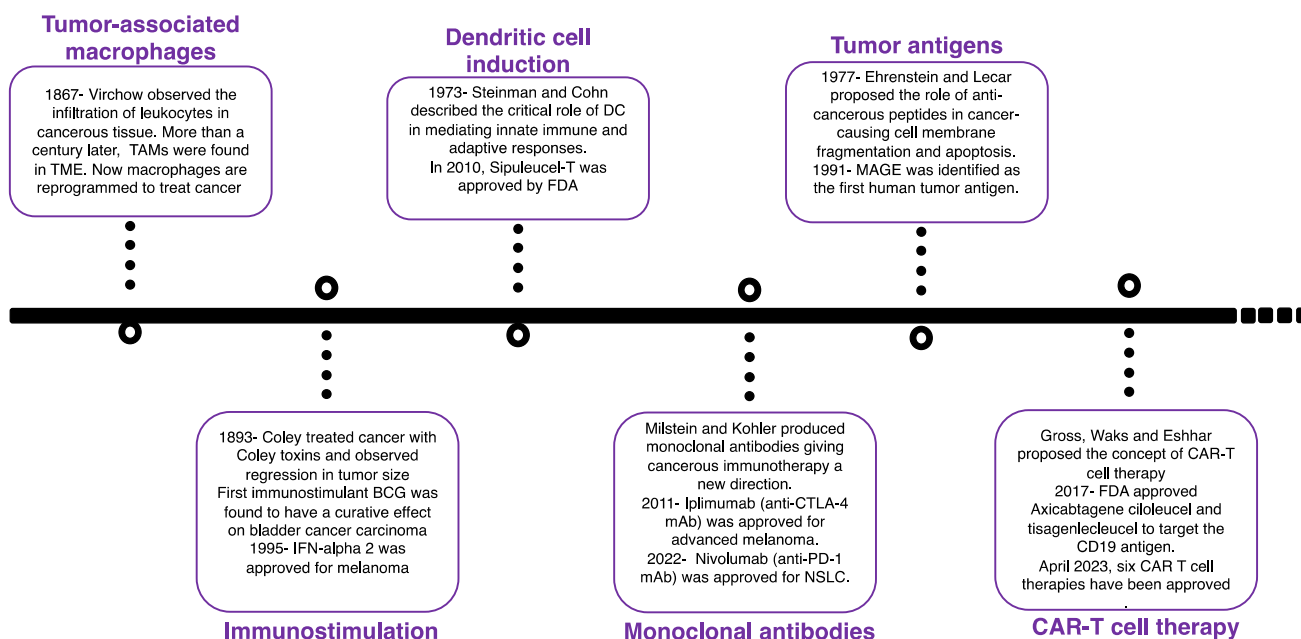 Tumor-associated
macrophages
1867- Virchow observed the
infiltration of leukocytes in
cancerous tissue. More than a
century later, TAMs were found
in TME. Now macrophages are
reprogrammed to treat cancer
Dendritic cell
induction
1973- Steinman and Cohn
described the critical role of DC
in mediating innate immune and
adaptive responses.
In 2010, Sipuleucel-T was
approved by FDA
Tumor antigens
1977- Ehrenstein and Lecar
proposed the role of anti-
cancerous peptides in cancer-
causing cell membrane
fragmentation and apoptosis.
1991- MAGE was identified as
the first human tumor antigen.
1893- Coley treated cancer with
Coley toxins and observed
regression in tumor size
First immunostimulant BCG was
found to have a curative effect
on bladder cancer carcinoma
1995- IFN-alpha 2 was
approved for melanoma
Immunostimulation
Milstein and Kohler produced
monoclonal antibodies giving
cancerous immunotherapy a
new direction.
2011- Iplimumab (anti-CTLA-4
mAb) was approved for
advanced melanoma.
2022- Nivolumab (anti-PD-1
mAb) was approved for NSLC.
Monoclonal antibodies
Gross, Waks and Eshhar
proposed the concept of CAR-T
cell therapy
2017- FDA approved
Axicabtagene ciloleucel and
tisagenlecleucel to target the
CD19 antigen.
April 2023, six CAR T cell
therapies have been approved
.
CAR-T cell therapy